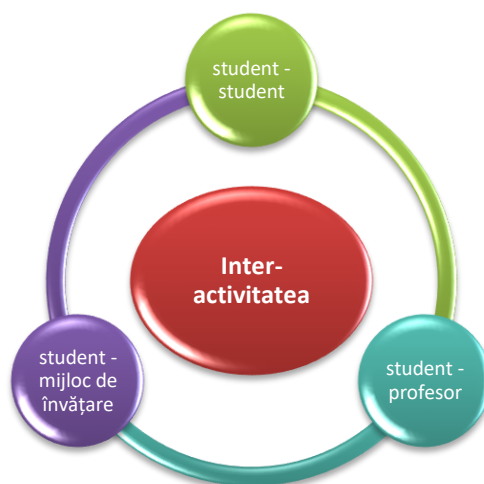 student -
student
Inter-
activitatea
student -
mijloc de
învățare
student -
profesor